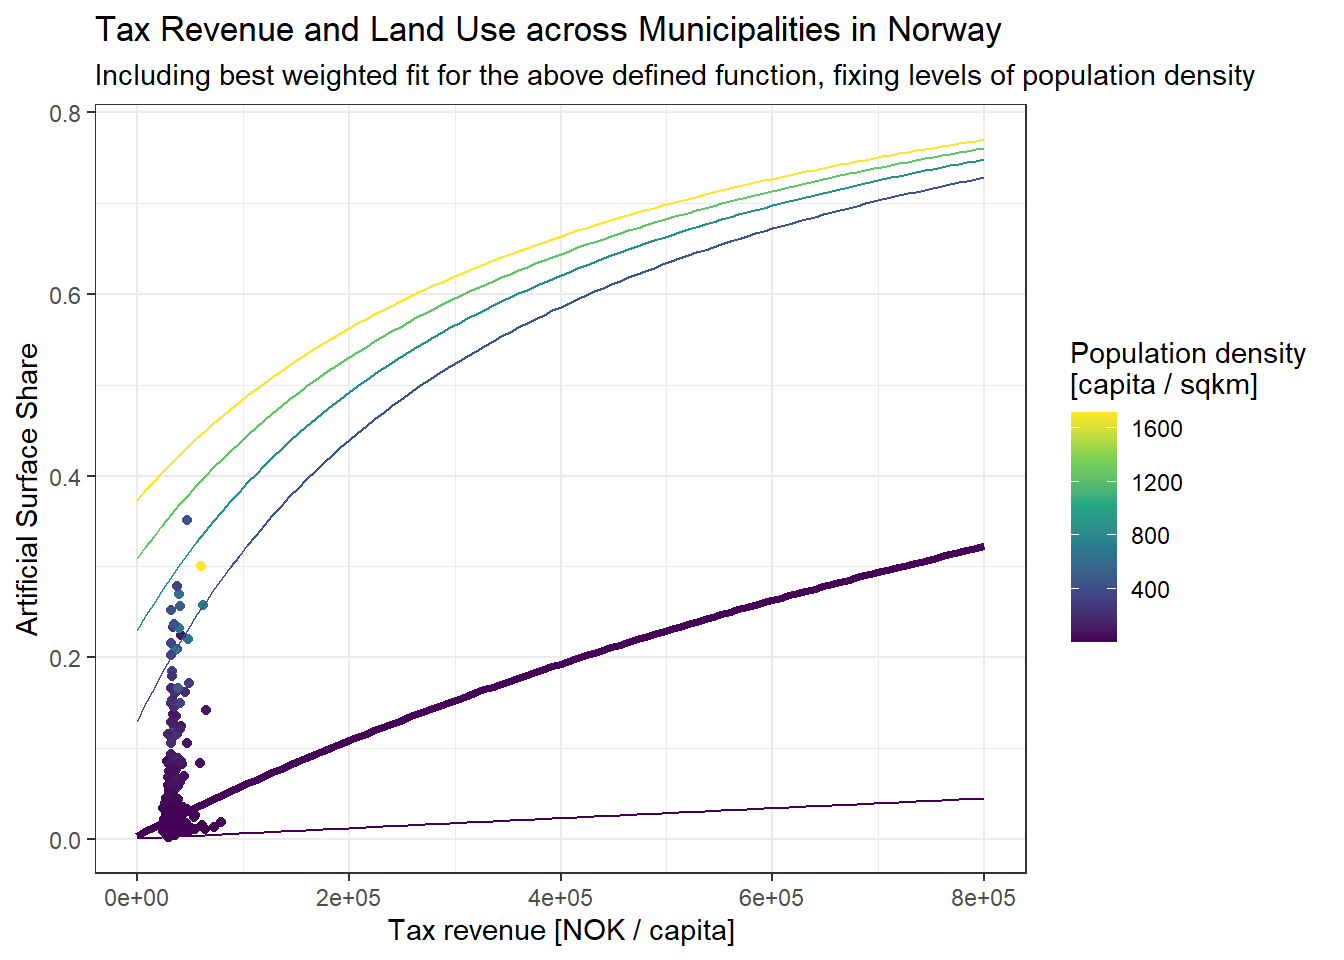 Tax Revenue and Land Use across Municipalities in Norway
Including best weighted fit for the above defined function, fixing levels of population density
0.8
0.6
0.4
0.2
0.0
Artificial Surface Share
0e+00 2e+05 4e+05 6e+05 8e+05
Tax revenue [NOK / capita]
Population density
[capita / sqkm]
1600
1200
800
400